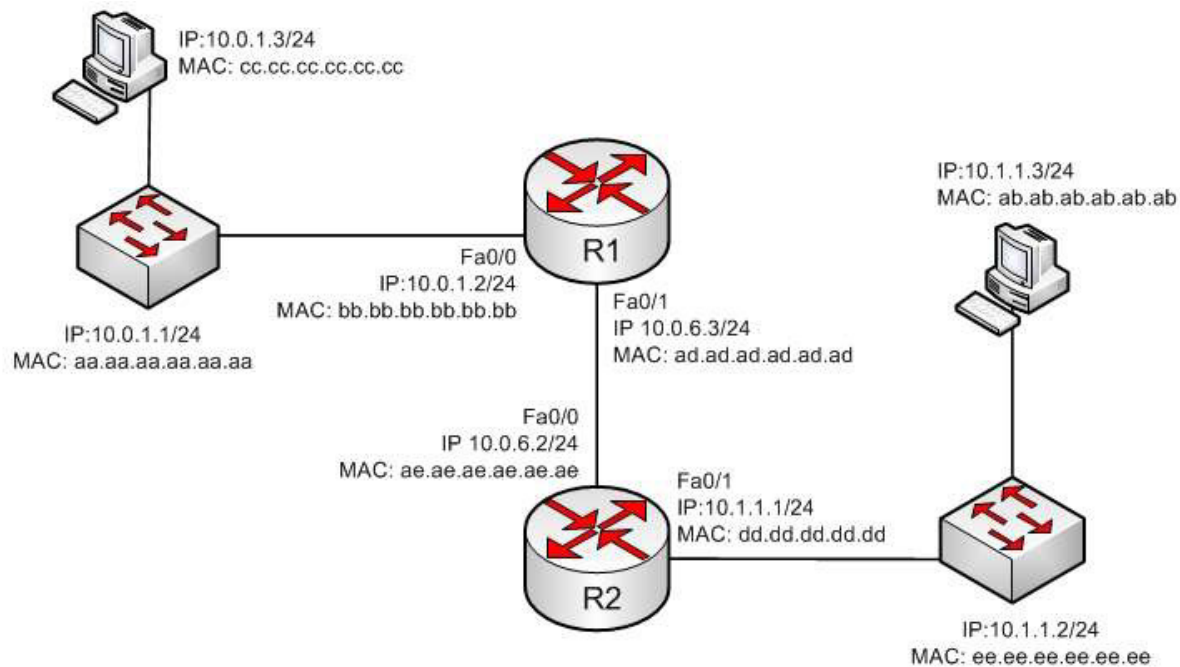 IP:10.0.1.3/24
MAC: cc.cc.cc.cc.cc.cc
IP:10.1.1.3/24
MAC: ab.ab.ab.ab.ab.ab
R1
Fa0/0
IP:10.0.1.2/24
MAC: bb.bb.bb.bb.bb.bb
Fa0/1
IP 10.0.6.3/24
MAC: ad.ad.ad.ad.ad.ad
IP:10.0.1.1/24
MAC: aa.aa.aa.aa.aa.aa
Fa0/0
IP 10.0.6.2/24
MAC: ae.ae.ae.ae.ae.ae
Fa0/1
IP:10.1.1.1/24
MAC: dd.dd.dd.dd.dd
R2
IP:10.1.1.2/24
MAC: ee.ee.ee.ee.ee.ee